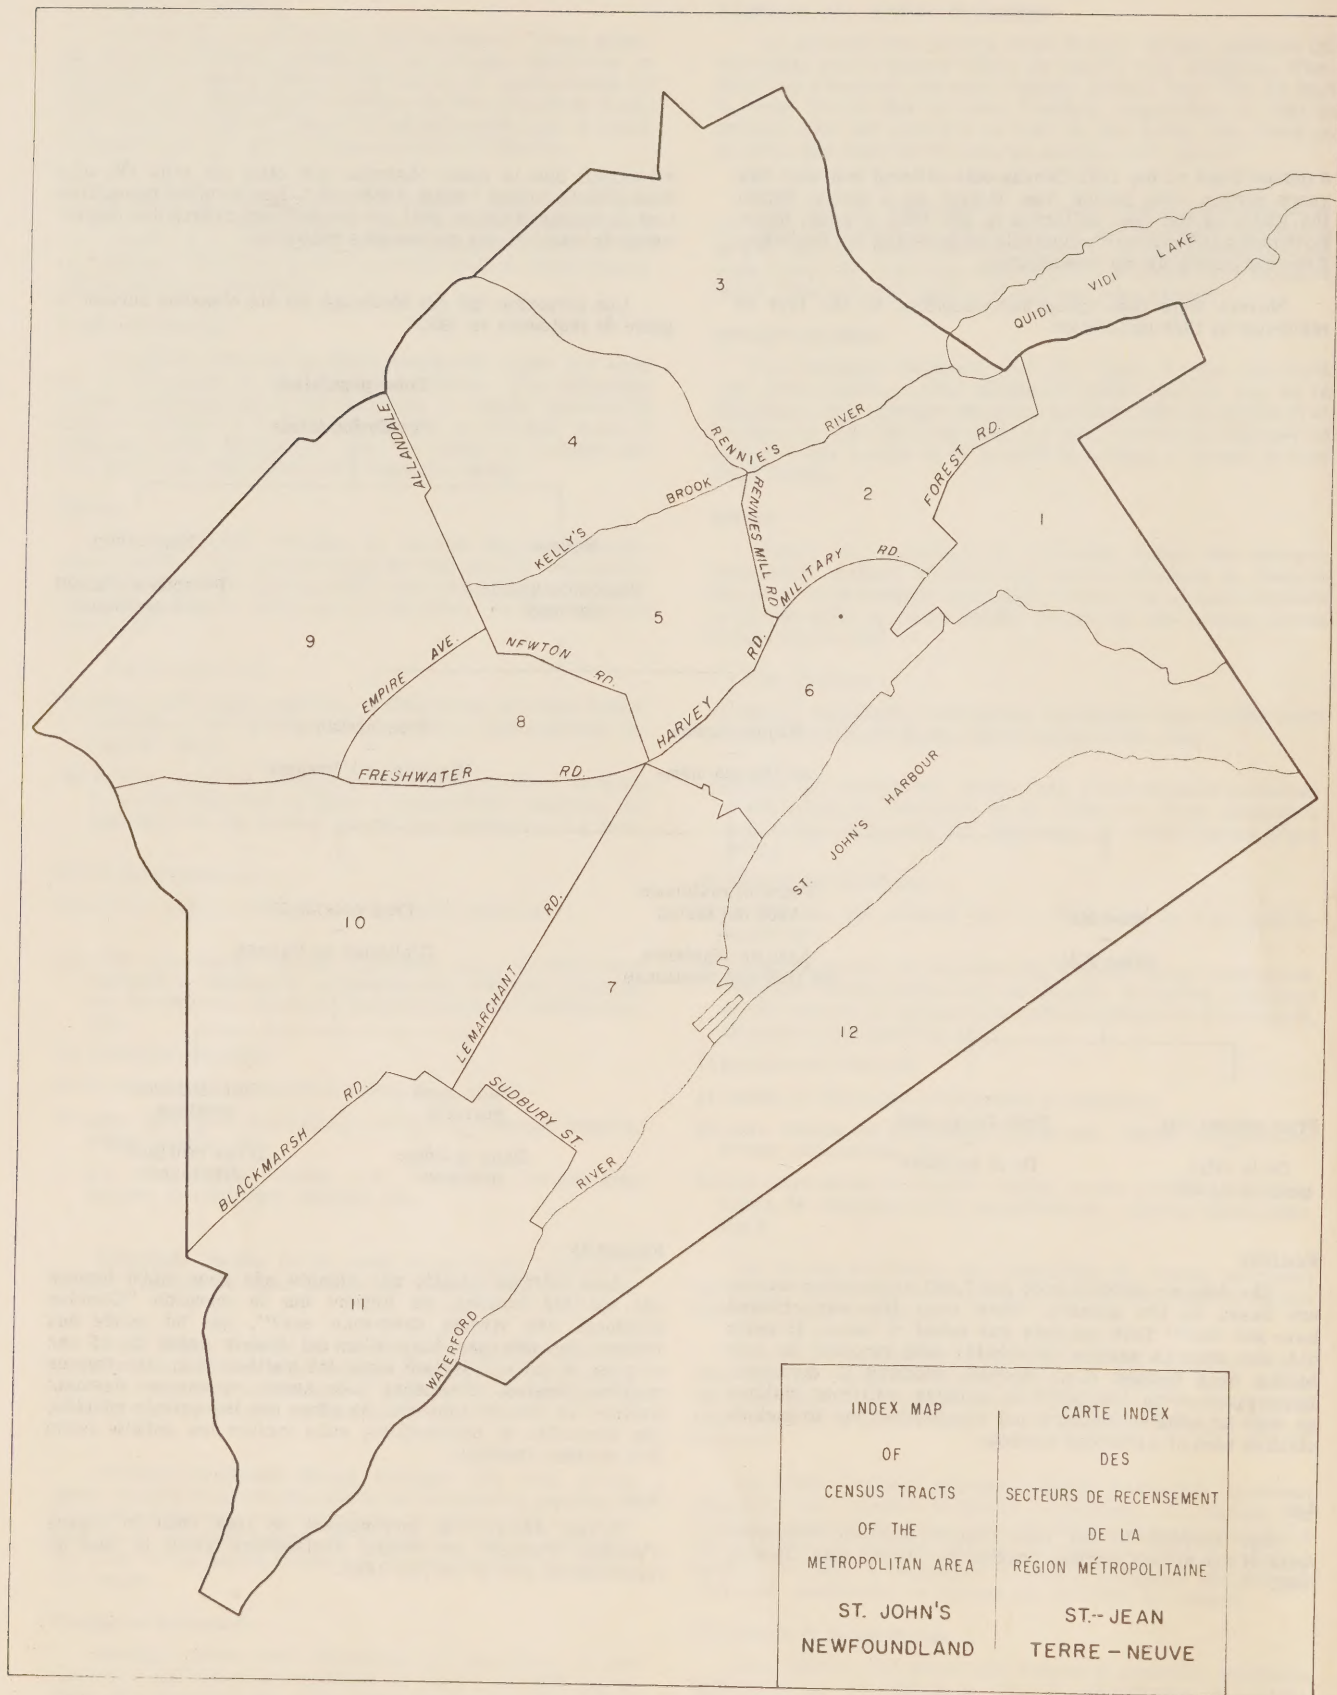 3
QUIDI VIDI LAKE
ALLANDALE
4
RENNIE'S RIVER
FOREST RD.
KELLY'S BROOK
RENNIES MILL RD
2
1
MILITARY RD.
9
EMPIRE AVE.
NEWTON RD.
5
HARVEY RD.
6
8
FRESHWATER RD.
ST. JOHN'S HARBOUR
10
LEMARCHANT RD.
7
12
BLACKMARSH RD.
SUDBURY ST.
WATERFORD RIVER
11
INDEX MAP
OF
CENSUS TRACTS
OF THE
METROPOLITAN AREA
ST. JOHN'S
NEWFOUNDLAND
CARTE INDEX
DES
SECTEURS DE RECENSEMENT
DE LA
RÉGION MÉTROPOLITAINE
ST.--JEAN
TERRE-NEUVE